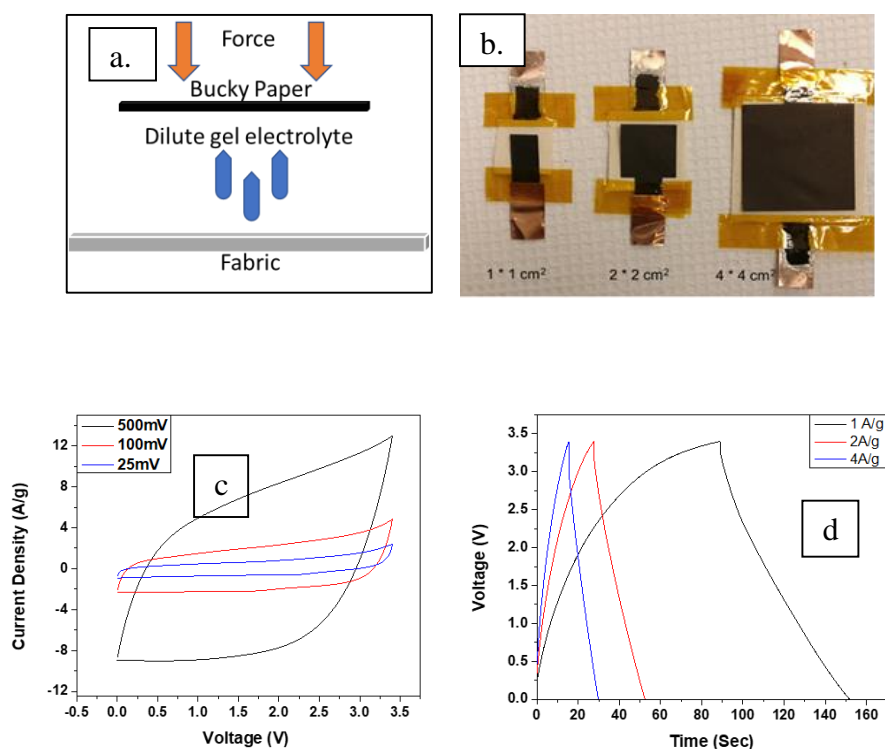 a.
Force
Bucky Paper
Dilute gel electrolyte
Fabric
b.
1 * 1 cm²
2 * 2 cm²
4 * 4 cm²
500mV
100mV
25mV
c
12
8
4
0
-4
-8
-12
Current Density (A/g)
-0.5 0.0 0.5 1.0 1.5 2.0 2.5 3.0 3.5
Voltage (V)
1 A/g
2A/g
4A/g
d
3.5
3.0
2.5
2.0
1.5
1.0
0.5
0.0
Voltage (V)
0 20 40 60 80 100 120 140 160
Time (Sec)